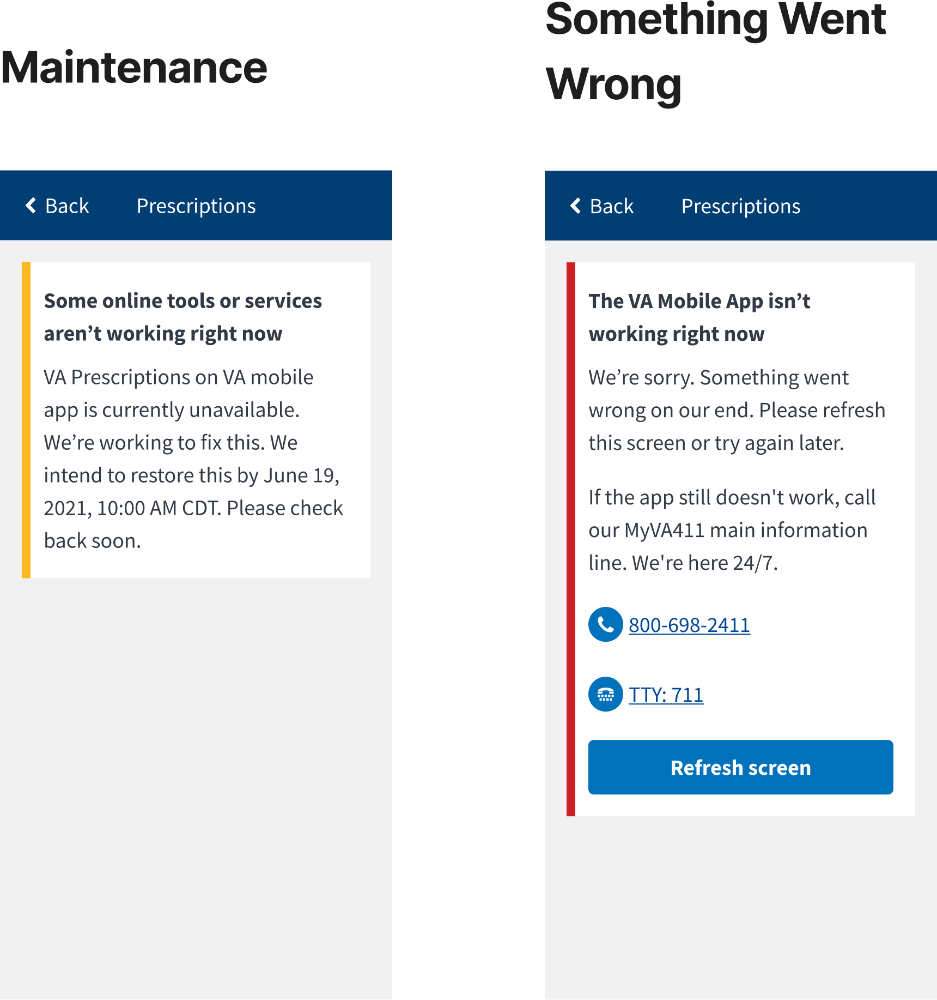 Maintenance
Back Prescriptions
Some online tools or services
aren’t working right now
VA Prescriptions on VA mobile
app is currently unavailable.
We’re working to fix this. We
intend to restore this by June 19,
2021, 10:00 AM CDT. Please check
back soon.
Something Went
Wrong
Back Prescriptions
The VA Mobile App isn’t
working right now
We’re sorry. Something went
wrong on our end. Please refresh
this screen or try again later.
If the app still doesn't work, call
our MyVA411 main information
line. We're here 24/7.
800-698-2411
TTY: 711
Refresh screen